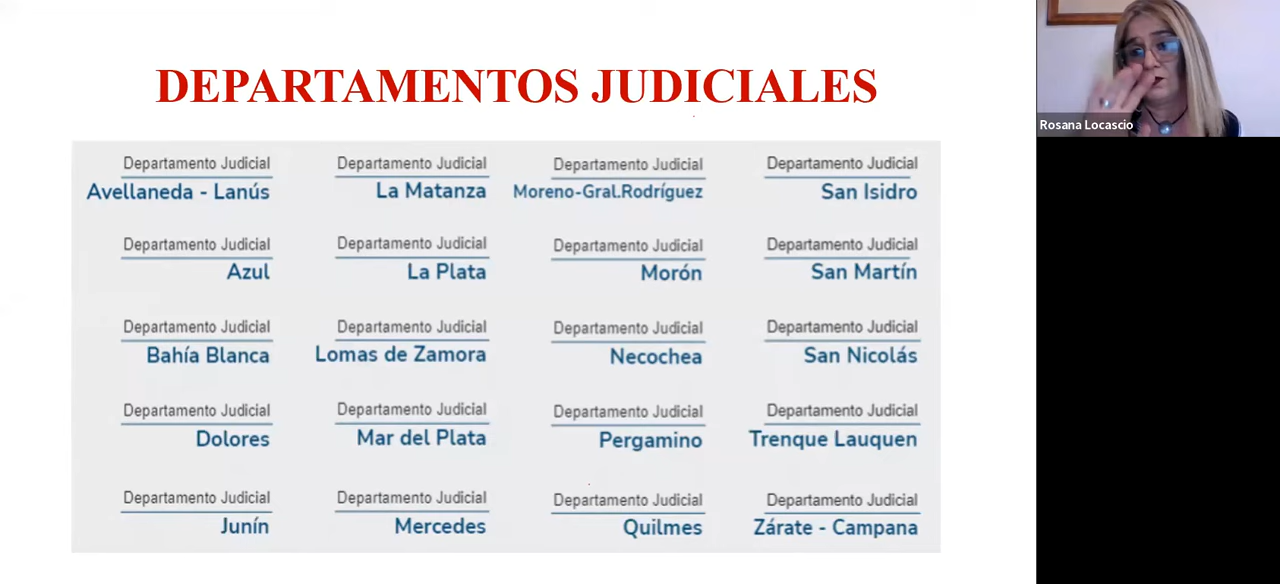 DEPARTAMENTOS JUDICIALES
Departamento Judicial
Avellaneda - Lanús
Departamento Judicial
La Matanza
Departamento Judicial
Moreno-Gral.Rodríguez
Departamento Judicial
San Isidro
Departamento Judicial
Azul
Departamento Judicial
La Plata
Departamento Judicial
Morón
Departamento Judicial
San Martín
Departamento Judicial
Bahía Blanca
Departamento Judicial
Lomas de Zamora
Departamento Judicial
Necochea
Departamento Judicial
San Nicolás
Departamento Judicial
Dolores
Departamento Judicial
Mar del Plata
Departamento Judicial
Pergamino
Departamento Judicial
Trenque Lauquen
Departamento Judicial
Junín
Departamento Judicial
Mercedes
Departamento Judicial
Quilmes
Departamento Judicial
Zárate - Campana
Rosana Locascio